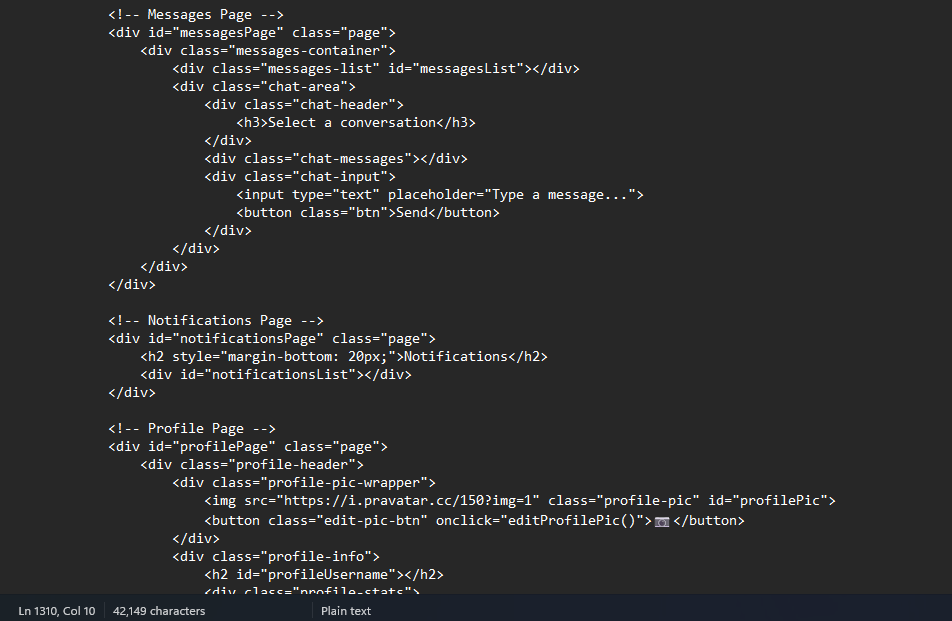 <!-- Messages Page -->
<div id="messagesPage" class="page">
<div class="messages-container">
<div class="messages-list" id="messagesList"></div>
<div class="chat-area">
<div class="chat-header">
<h3>Select a conversation</h3>
</div>
<div class="chat-messages"></div>
<div class="chat-input">
<input type="text" placeholder="Type a message...">
<button class="btn">Send</button>
</div>
</div>
</div>
</div>
<!-- Notifications Page -->
<div id="notificationsPage" class="page">
<h2 style="margin-bottom: 20px;">Notifications</h2>
<div id="notificationsList"></div>
</div>
<!-- Profile Page -->
<div id="profilePage" class="page">
<div class="profile-header">
<div class="profile-pic-wrapper">
<img src="https://i.pravatar.cc/150?img=1" class="profile-pic" id="profilePic">
<button class="edit-pic-btn" onclick="editProfilePic()">📷</button>
</div>
<div class="profile-info">
<h2 id="profileUsername"></h2>
<div class="profile-stats">
Ln 1310, Col 10 42,149 characters Plain text